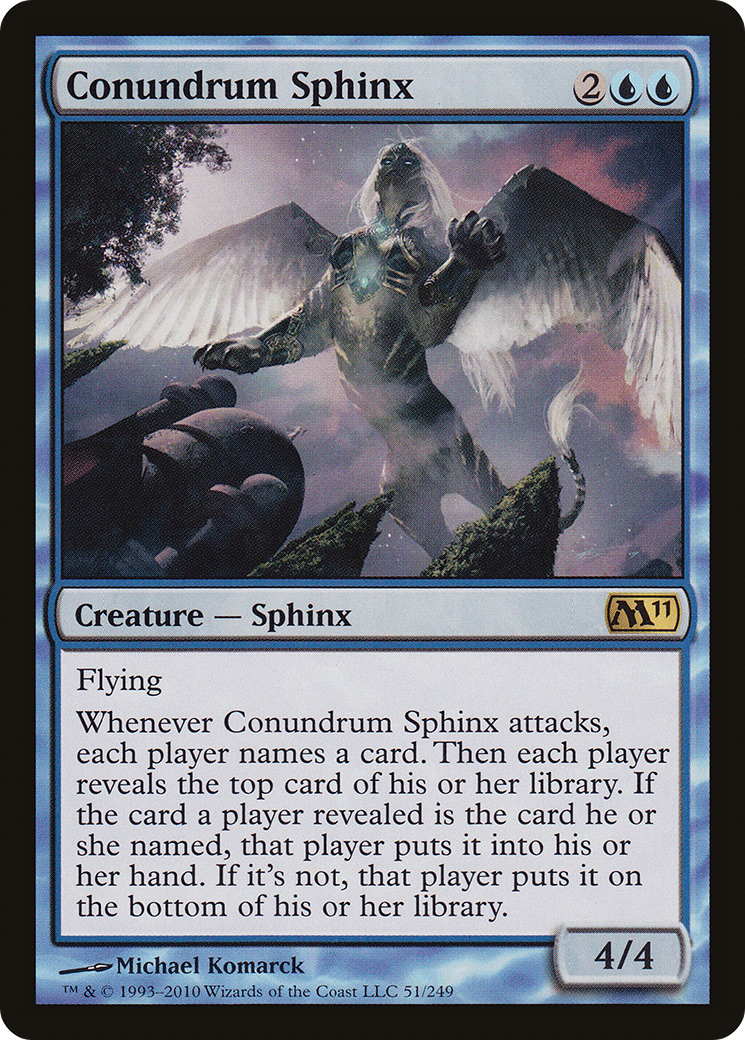 Conundrum Sphinx 2
Creature — Sphinx M11
Flying
Whenever Conundrum Sphinx attacks,
each player names a card. Then each player
reveals the top card of his or her library. If
the card a player revealed is the card he or
she named, that player puts it into his or
her hand. If it's not, that player puts it on
the bottom of his or her library.
4/4
Michael Komarck
™ & © 1993–2010 Wizards of the Coast LLC 51/249